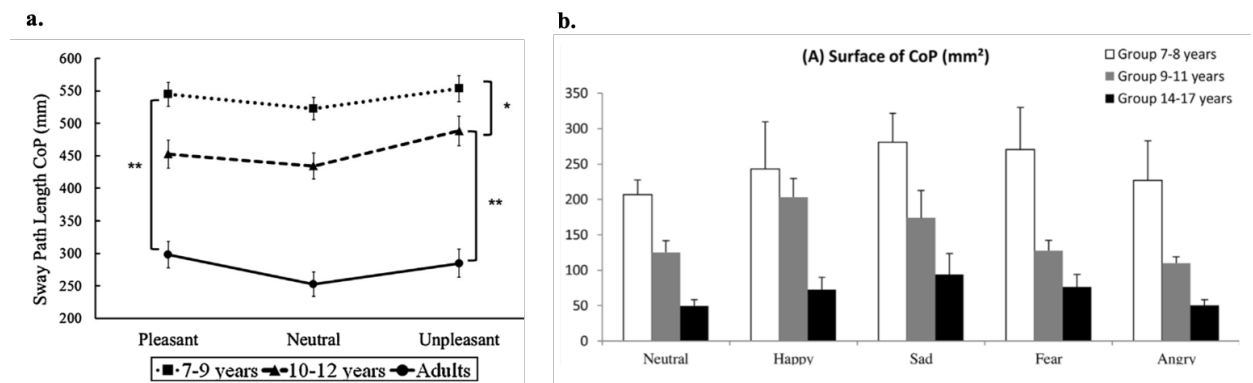 a.
600
550
500
450
400
350
300
250
200
Sway Path Length CoP (mm)
**
*
**
Pleasant Neutral Unpleasant
7-9 years 10-12 years Adults
b.
(A) Surface of CoP (mm²)
Group 7-8 years
Group 9-11 years
Group 14-17 years
350
300
250
200
150
100
50
0
Neutral Happy Sad Fear Angry